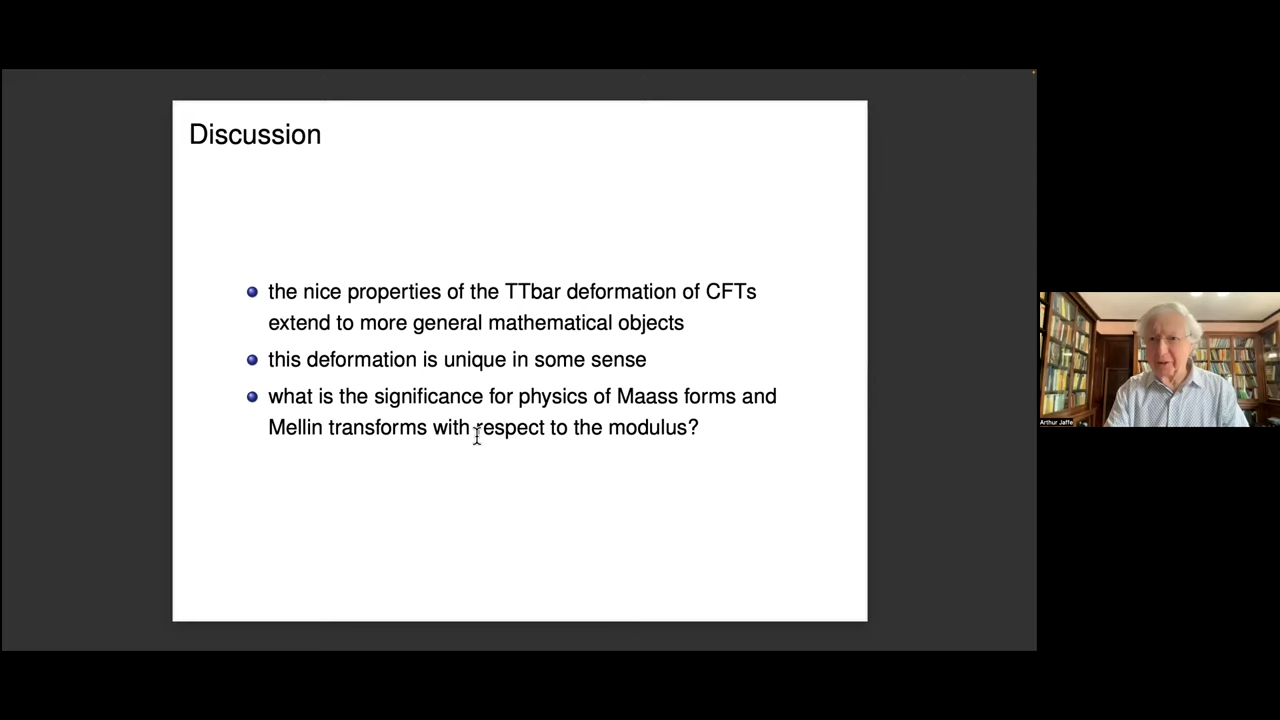 Discussion
the nice properties of the TTbar deformation of CFTs
extend to more general mathematical objects
this deformation is unique in some sense
what is the significance for physics of Maass forms and
Mellin transforms with respect to the modulus?
Arthur Jaffe